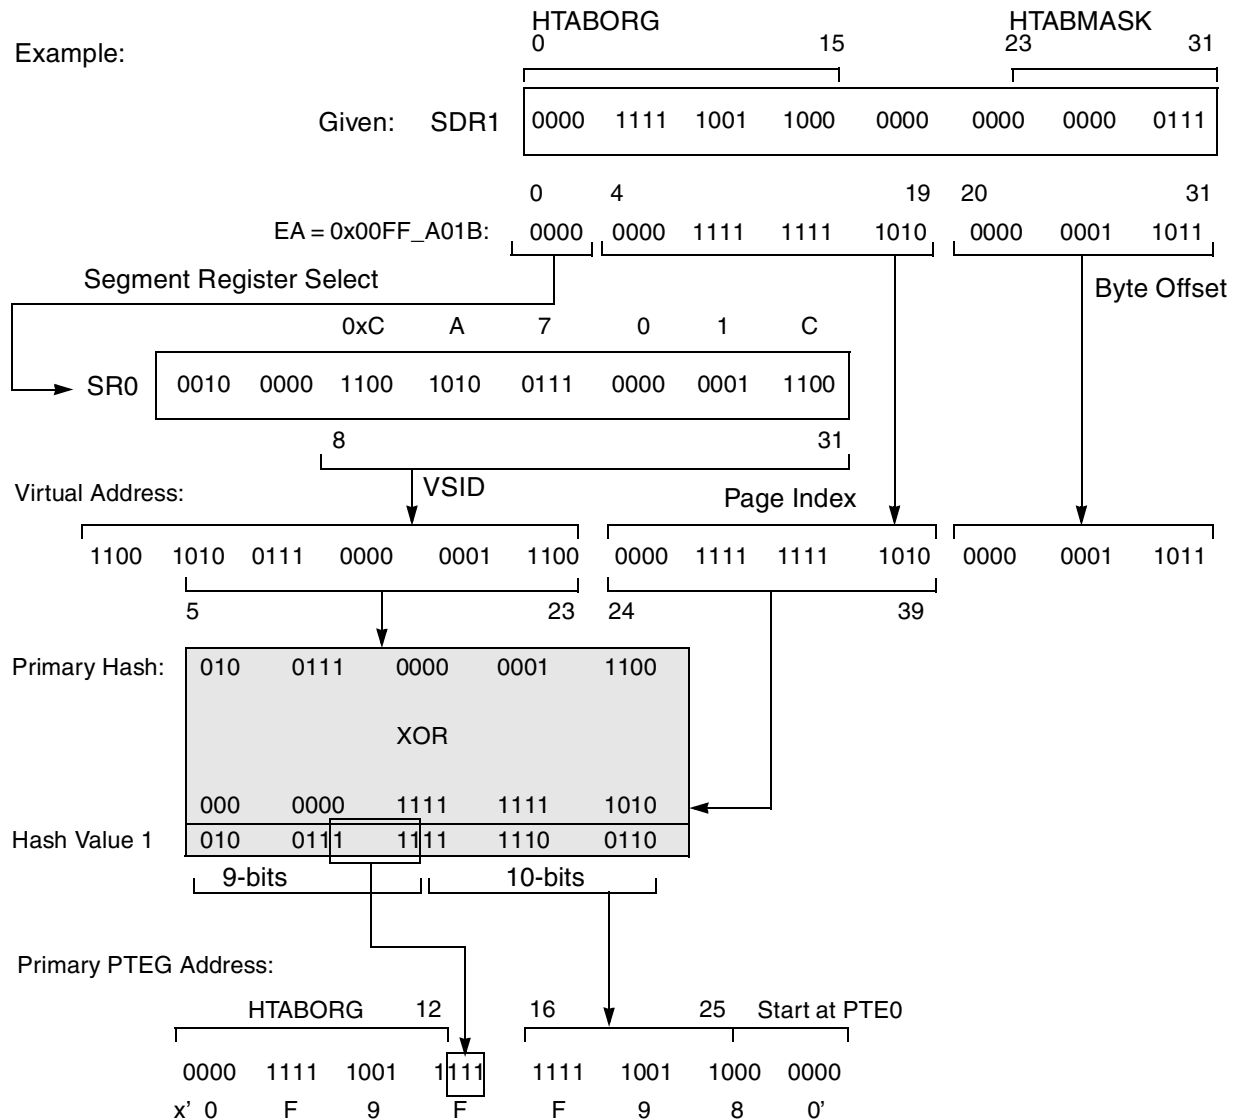 HTABORG HTABMASK
Example: 0 15 23 31
Given: SDR1 0000 1111 1001 1000 0000 0000 0000 0111
0 4 19 20 31
EA = 0x00FF_A01B: 0000 0000 1111 1111 1010 0000 0001 1011
Segment Register Select Byte Offset
0xC A 7 0 1 C
SR0 0010 0000 1100 1010 0111 0000 0001 1100
8 31
Virtual Address: VSID Page Index
1100 1010 0111 0000 0001 1100 0000 1111 1111 1010 0000 0001 1011
5 23 24 39
Primary Hash: 010 0111 0000 0001 1100
XOR
000 0000 1111 1111 1010
Hash Value 1 010 0111 1111 1110 0110
9-bits 10-bits
Primary PTEG Address:
HTABORG 12 16 25 Start at PTE0
0000 1111 1001 1111 1111 1001 1000 0000
x' 0 F 9 F F 9 8 0'